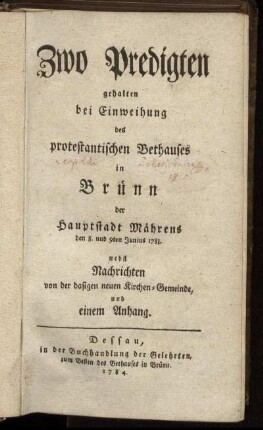 Zwo Predigten
gehalten
bei Einweihung
des
protestantischen Bethauses
in
Brünn
der
Hauptstadt Mährens
den 8. und 9ten Junius 1783.
nebst
Nachrichten
von der dasigen neuen Kirchen-Gemeinde,
und
einem Anhang.
Dessau,
in der Buchhandlung der Gelehrten,
zum Besten des Bethauses in Brünn.
1784.